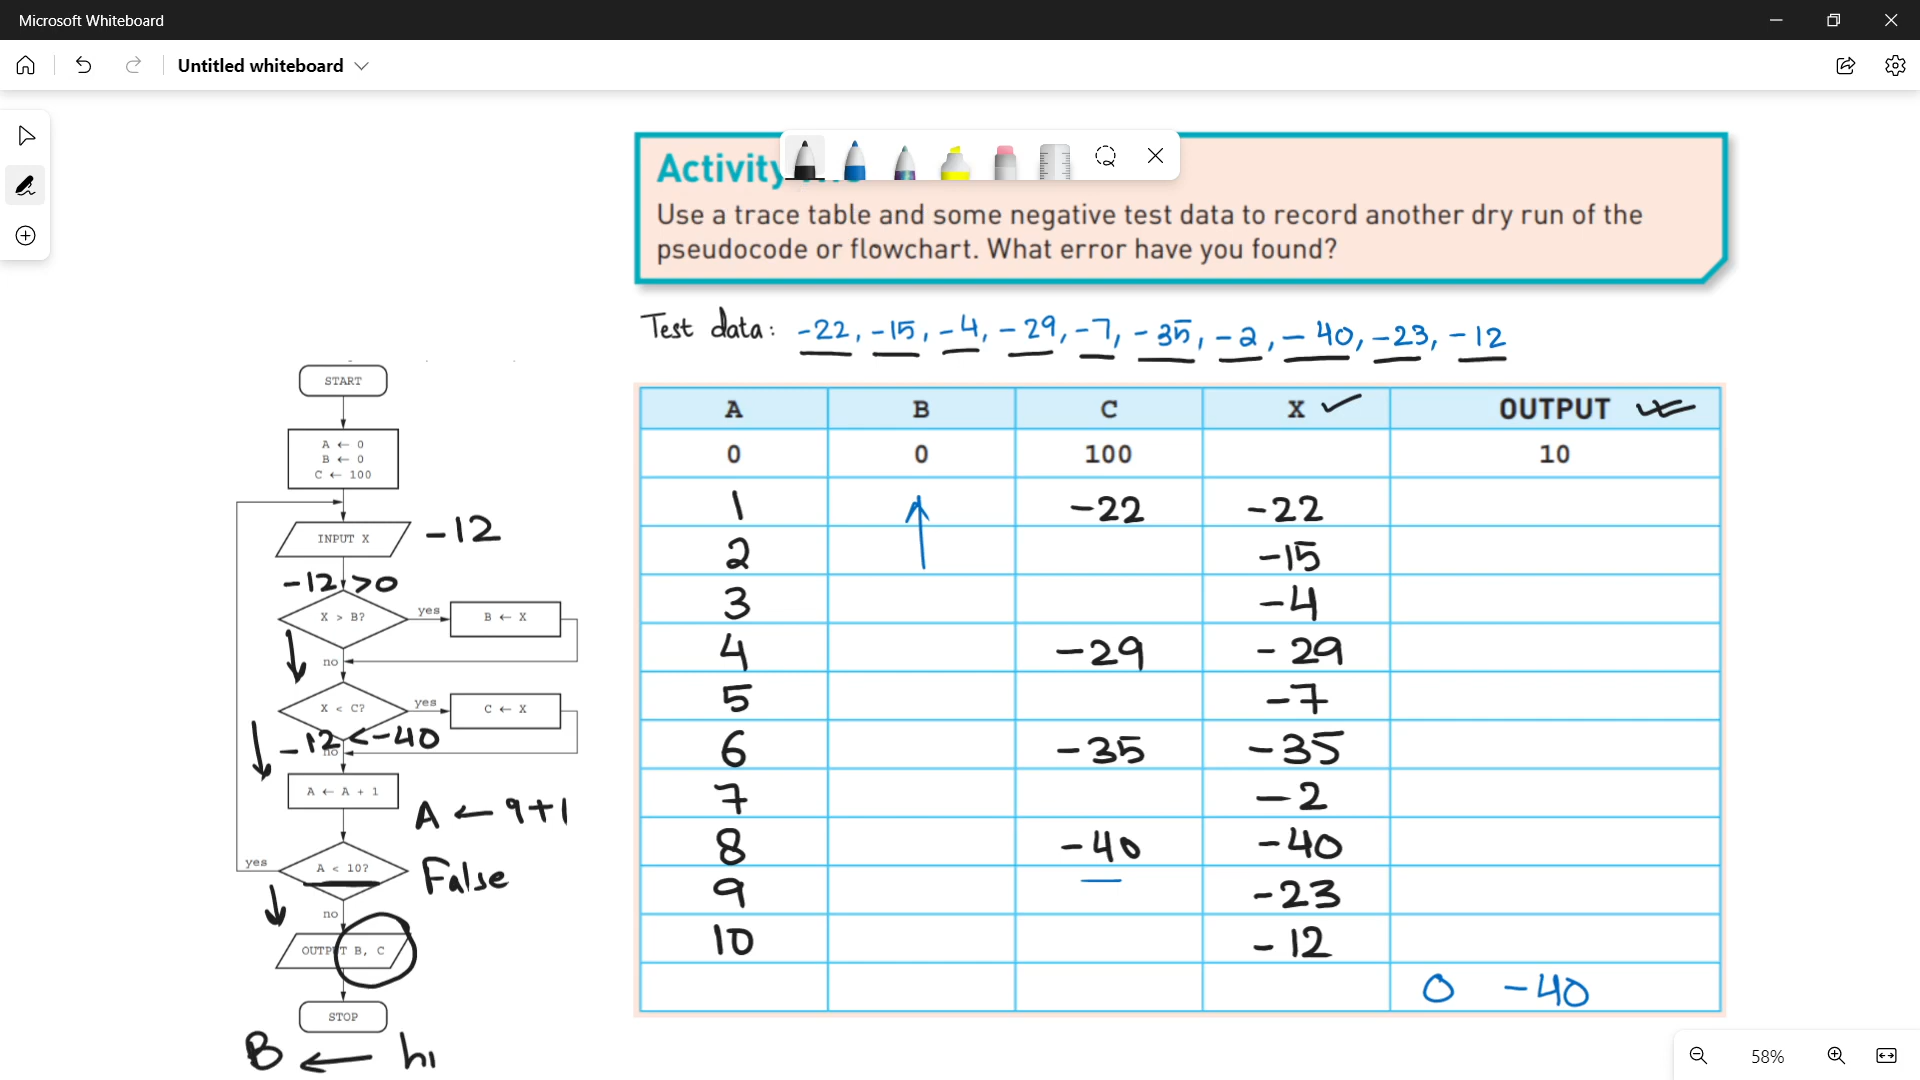 Microsoft Whiteboard
Untitled whiteboard
Activity
Use a trace table and some negative test data to record another dry run of the
pseudocode or flowchart. What error have you found?
Test data: -22, -15, -4, -29, -7, -35, -2, -40, -23, -12
START
A ← 0
B ← 0
C ← 100
INPUT X
-12
-12 > 0
X > B?
yes
B ← X
no
X < C?
yes
C ← X
-12 < -40
no
A ← A + 1
A ← 9+1
yes
A < 10?
False
no
OUTPUT B, C
STOP
B ← hi
A B C X OUTPUT
0 0 100 10
1 -22 -22
2 -15
3 -4
4 -29 -29
5 -7
6 -35 -35
7 -2
8 -40 -40
9 -23
10 -12
0 -40
58%